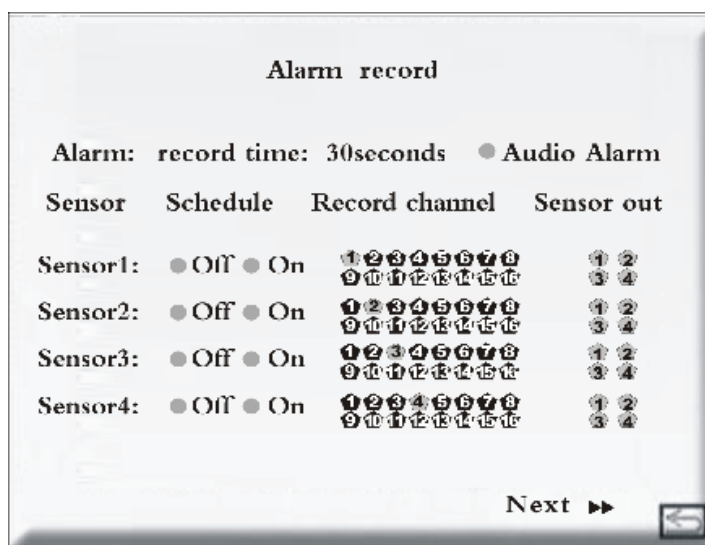 Alarm record
Alarm: record time: 30seconds Audio Alarm
Sensor Schedule Record channel Sensor out
Sensor1: Off On 1 2 3 4 5 6 7 8 1 2
9 10 11 12 13 14 15 16 3 4
Sensor2: Off On 1 2 3 4 5 6 7 8 1 2
9 10 11 12 13 14 15 16 3 4
Sensor3: Off On 1 2 3 4 5 6 7 8 1 2
9 10 11 12 13 14 15 16 3 4
Sensor4: Off On 1 2 3 4 5 6 7 8 1 2
9 10 11 12 13 14 15 16 3 4
Next